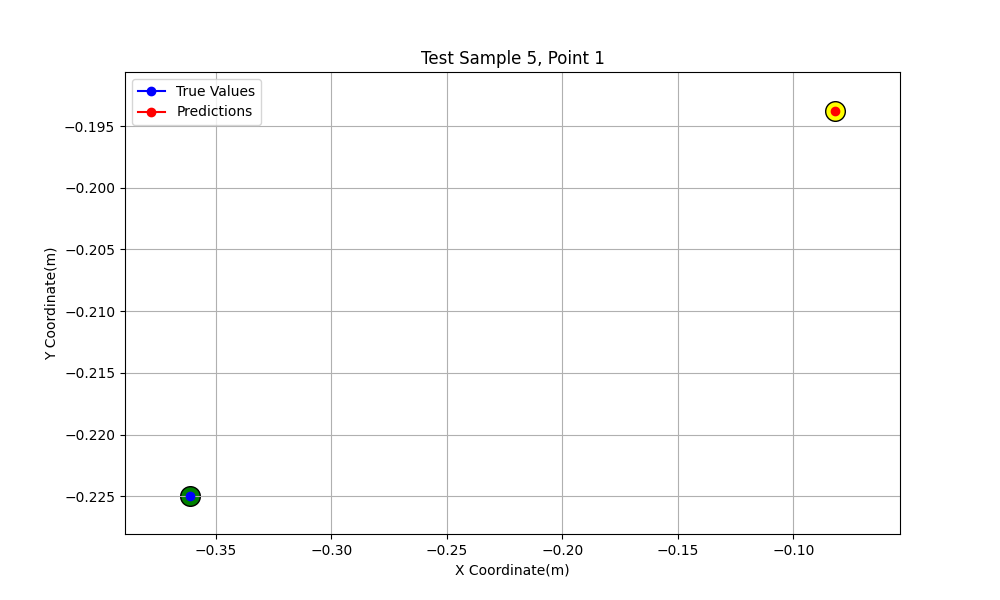 Test Sample 5, Point 1
True Values
Predictions
−0.195
−0.200
−0.205
−0.210
−0.215
−0.220
−0.225
Y Coordinate(m)
−0.35 −0.30 −0.25 −0.20 −0.15 −0.10
X Coordinate(m)